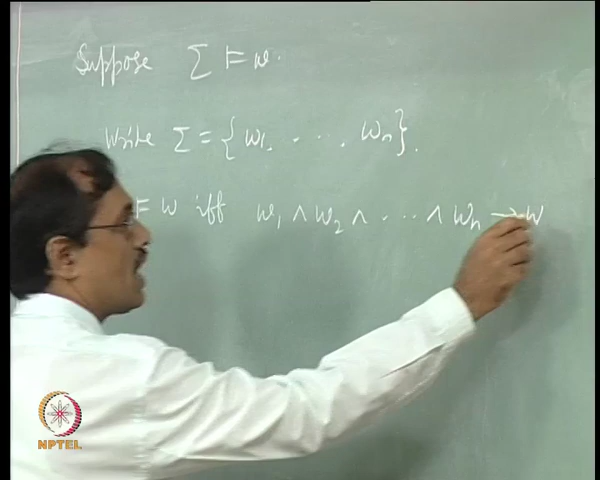 Suppose Σ ⊨ w.
Write Σ = {w₁, . . . , wₙ}.
⊨ w iff w₁ ∧ w₂ ∧ . . . ∧ wₙ → w
NPTEL